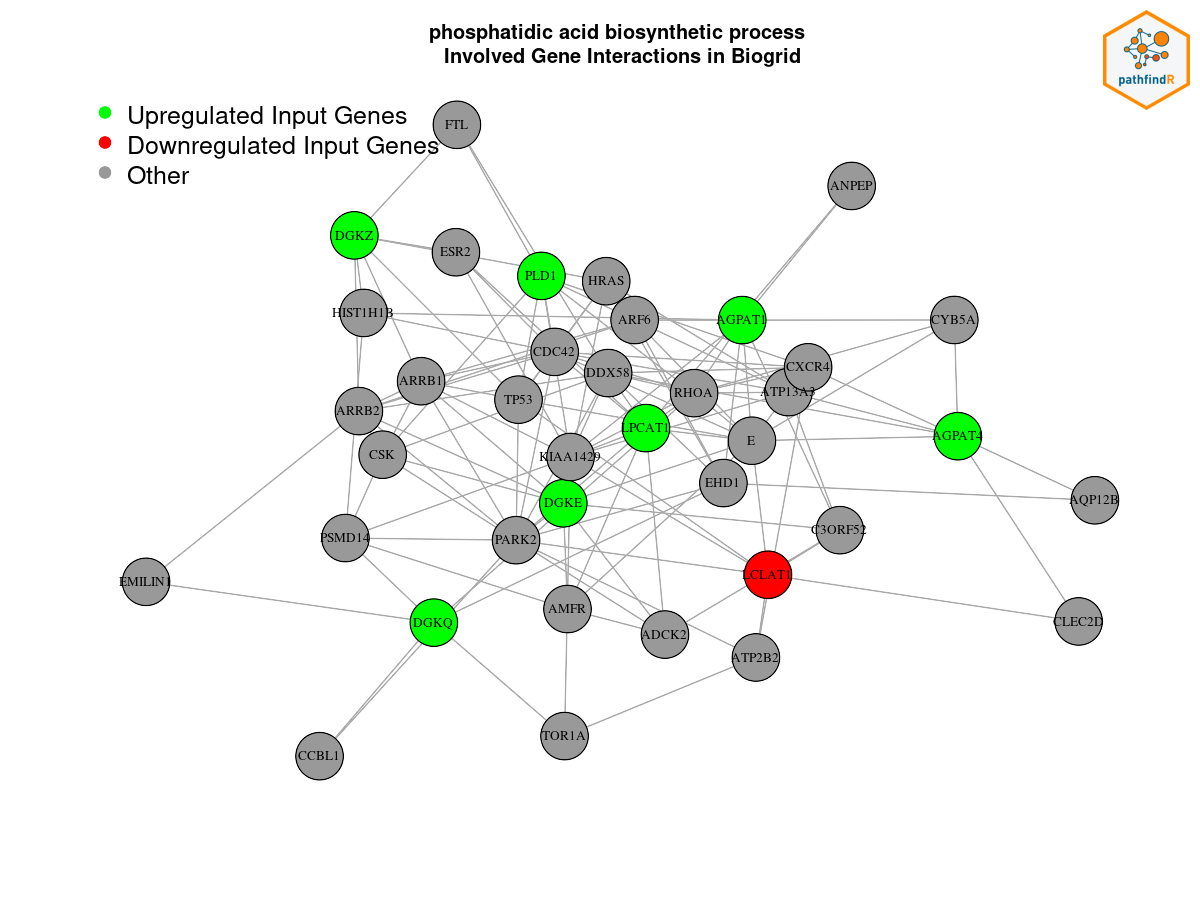 phosphatidic acid biosynthetic process
Involved Gene Interactions in Biogrid
pathfindR
Upregulated Input Genes
Downregulated Input Genes
Other
FTL
ANPEP
DGKZ
ESR2
PLD1
HRAS
HIST1H1B
ARF6
AGPAT1
CYB5A
CDC42
DDX58
CXCR4
ARRB1
RHOA
ATP13A3
TP53
ARRB2
LPCAT1
AGPAT4
E
CSK
KIAA1429
EHD1
DGKE
AQP12B
PSMD14
PARK2
C3ORF52
EMILIN1
LCLAT1
AMFR
DGKQ
CLEC2D
ADCK2
ATP2B2
TOR1A
CCBL1